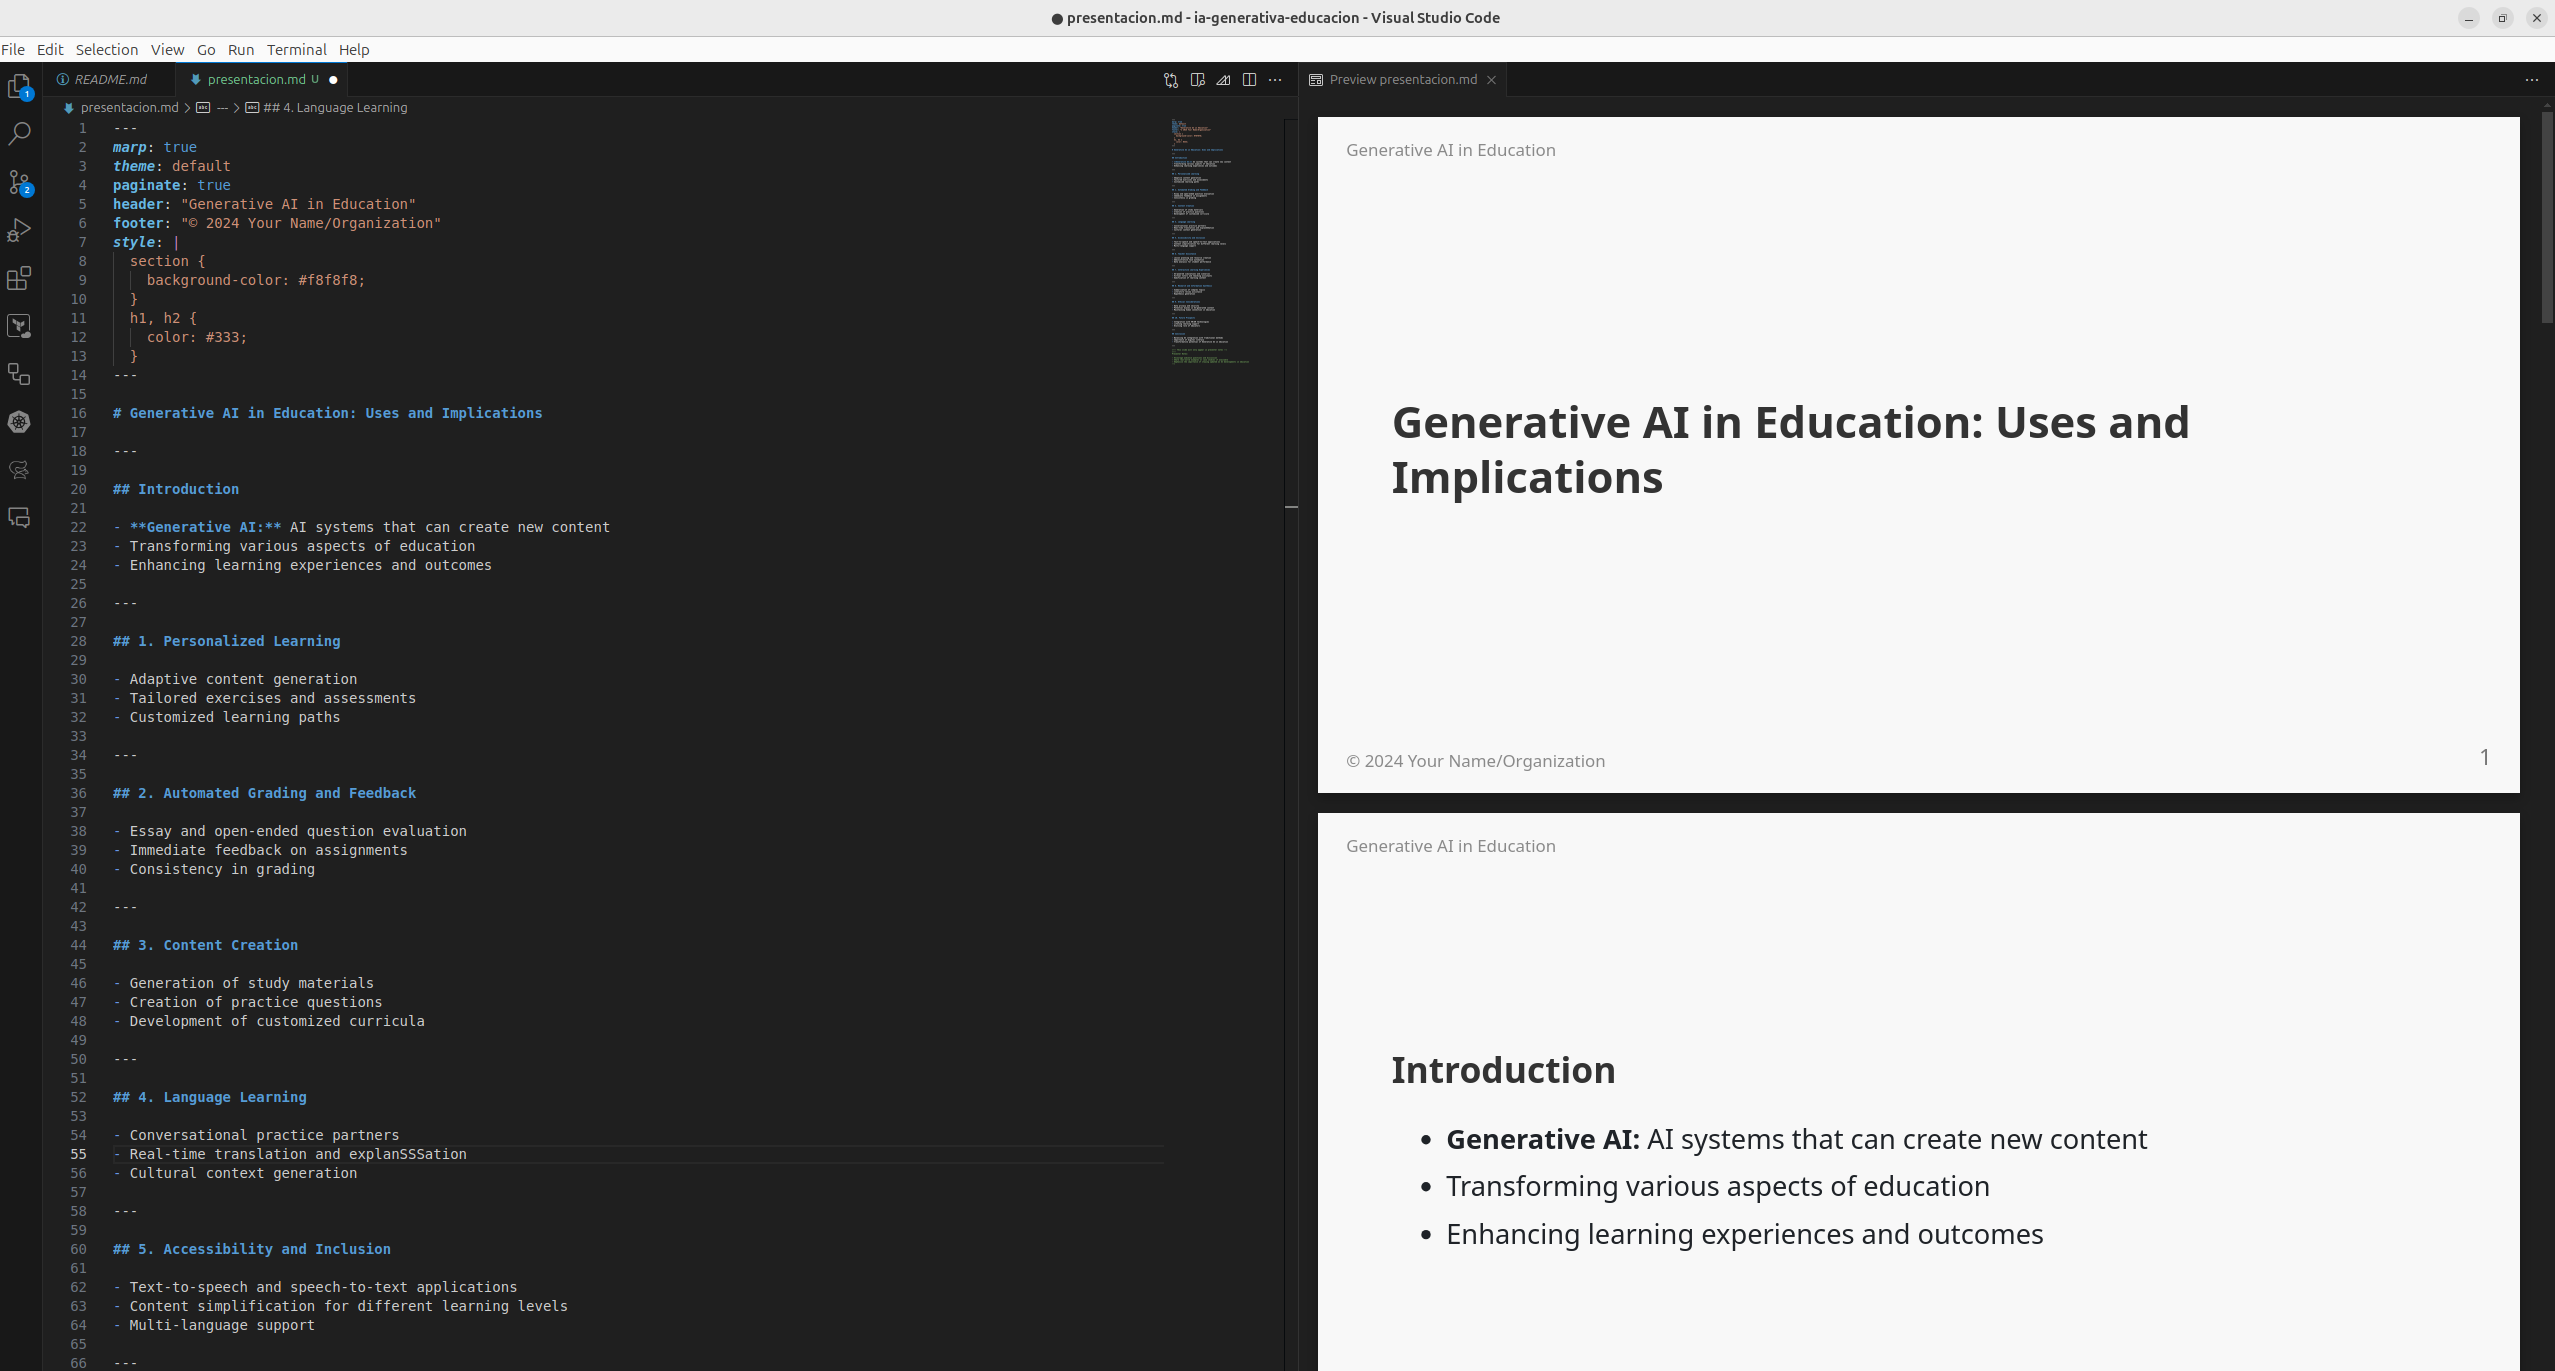 ● presentacion.md - ia-generativa-educacion - Visual Studio Code
File Edit Selection View Go Run Terminal Help
README.md
presentacion.md U
Preview presentacion.md
presentacion.md > --- > ## 4. Language Learning
1
2
1 ---
2 marp: true
3 theme: default
4 paginate: true
5 header: "Generative AI in Education"
6 footer: "© 2024 Your Name/Organization"
7 style: |
8 section {
9 background-color: #f8f8f8;
10 }
11 h1, h2 {
12 color: #333;
13 }
14 ---
15
16 # Generative AI in Education: Uses and Implications
17
18 ---
19
20 ## Introduction
21
22 - **Generative AI:** AI systems that can create new content
23 - Transforming various aspects of education
24 - Enhancing learning experiences and outcomes
25
26 ---
27
28 ## 1. Personalized Learning
29
30 - Adaptive content generation
31 - Tailored exercises and assessments
32 - Customized learning paths
33
34 ---
35
36 ## 2. Automated Grading and Feedback
37
38 - Essay and open-ended question evaluation
39 - Immediate feedback on assignments
40 - Consistency in grading
41
42 ---
43
44 ## 3. Content Creation
45
46 - Generation of study materials
47 - Creation of practice questions
48 - Development of customized curricula
49
50 ---
51
52 ## 4. Language Learning
53
54 - Conversational practice partners
55 - Real-time translation and explanSSSation
56 - Cultural context generation
57
58 ---
59
60 ## 5. Accessibility and Inclusion
61
62 - Text-to-speech and speech-to-text applications
63 - Content simplification for different learning levels
64 - Multi-language support
65
66 ---
Generative AI in Education
Generative AI in Education: Uses and
Implications
© 2024 Your Name/Organization
1
Generative AI in Education
Introduction
• Generative AI: AI systems that can create new content
• Transforming various aspects of education
• Enhancing learning experiences and outcomes